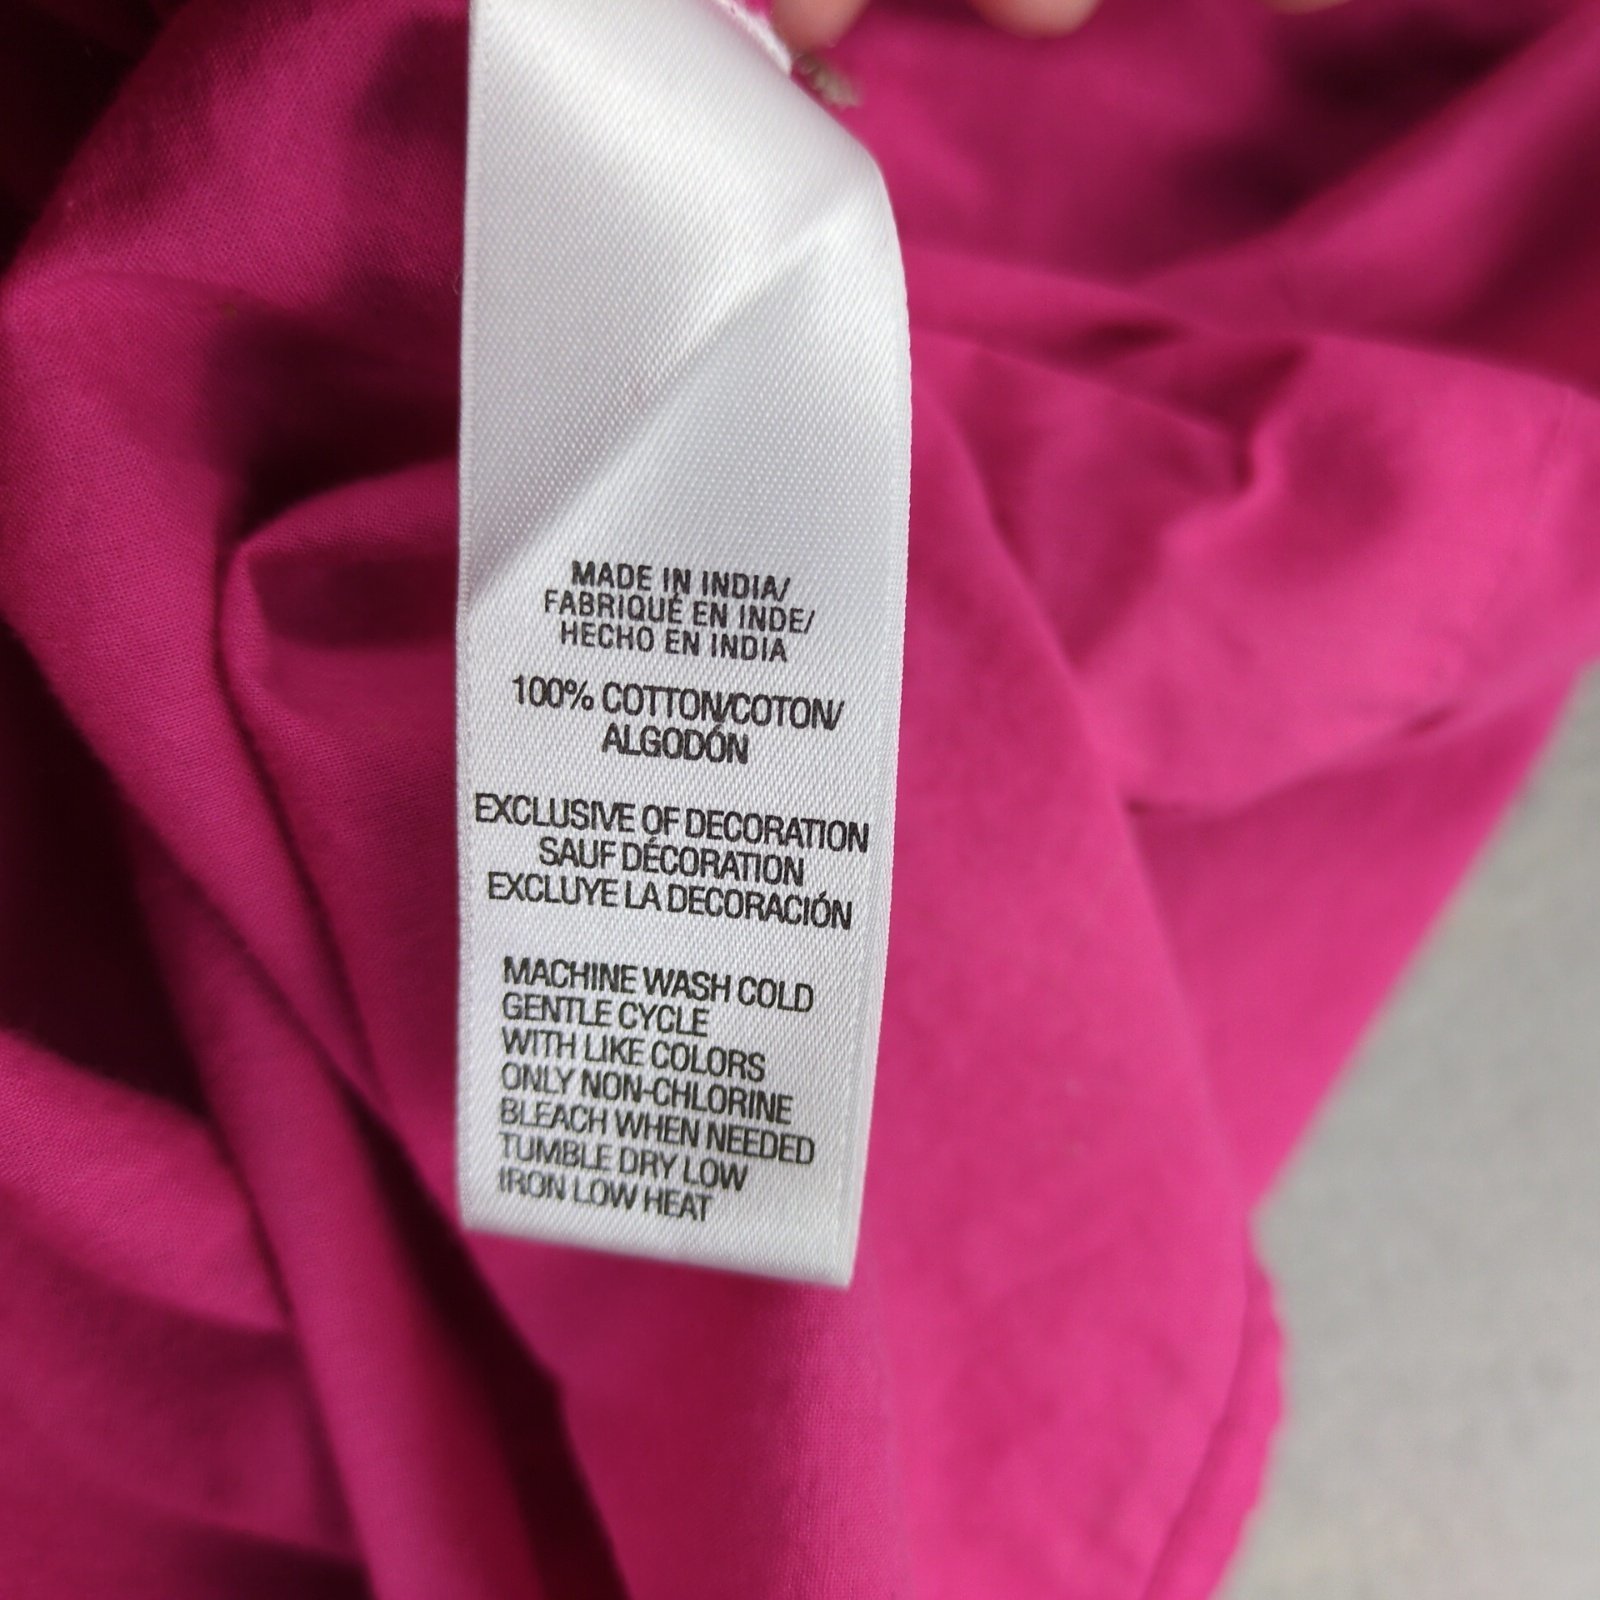 MADE IN INDIA/
FABRIQUÉ EN INDE/
HECHO EN INDIA
100% COTTON/COTON/
ALGODÓN
EXCLUSIVE OF DECORATION
SAUF DÉCORATION
EXCLUYE LA DECORACIÓN
MACHINE WASH COLD
GENTLE CYCLE
WITH LIKE COLORS
ONLY NON-CHLORINE
BLEACH WHEN NEEDED
TUMBLE DRY LOW
IRON LOW HEAT